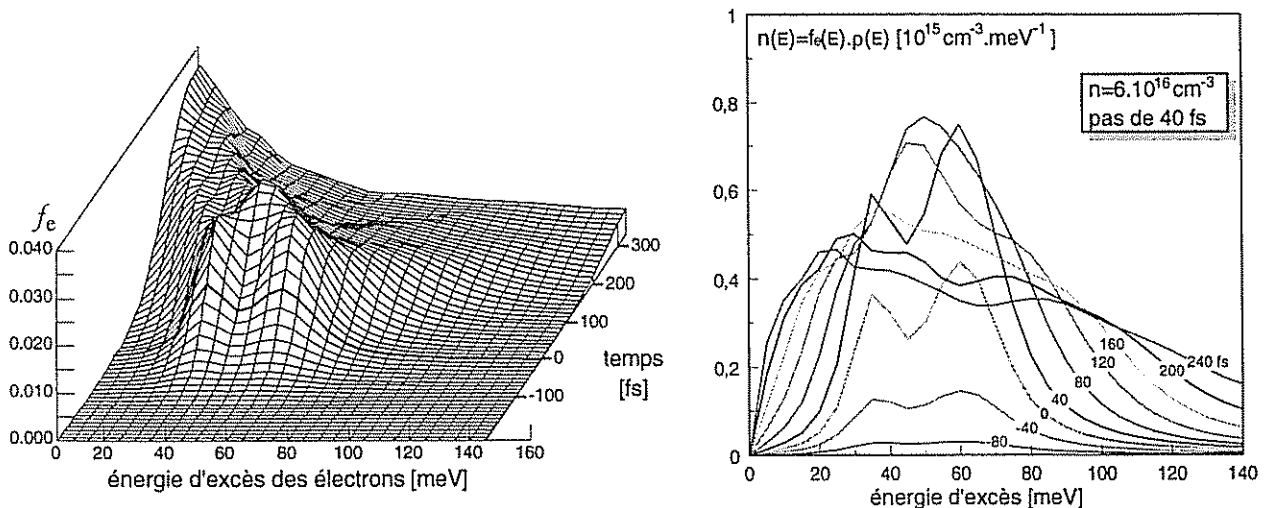 fe
0.040
0.030
0.020
0.010
0.000
0 20 40 60 80 100 120 140 160
énergie d'excès des électrons [meV]
300
200
100
0
-100
temps
[fs]
n(E)=fe(E).ρ(E) [10^15 cm^-3.meV^-1]
n=6.10^16 cm^-3
pas de 40 fs
1
0,8
0,6
0,4
0,2
0
0 20 40 60 80 100 120 140
160
240 fs
120
200
80
40
0
-40
-80
énergie d'excès [meV]